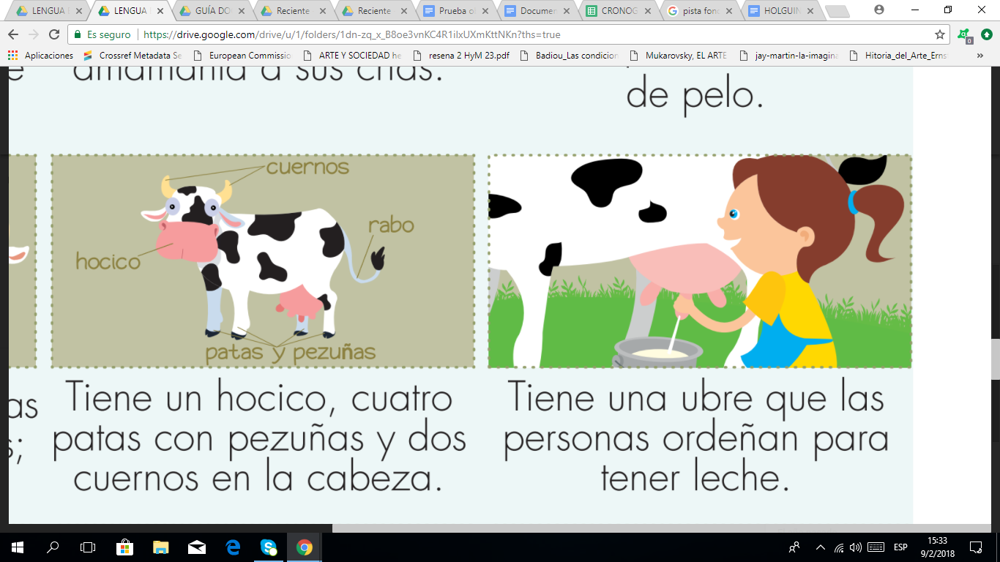 LENGUA
LENGUA
GUÍA DO
Reciente
Reciente
Prueba o
Documen
CRONOG
pista fond
HOLGUIN
Es seguro
https://drive.google.com/drive/u/1/folders/1dn-zq_x_B8oe3vnKC4R1ilxUXmKttNKn?ths=true
0
Aplicaciones
Crossref Metadata Se
European Commissio
ARTE Y SOCIEDAD he
resena 2 HyM 23.pdf
Badiou_Las condicion
Mukarovsky, EL ARTE
jay-martin-la-imagina
Hitoria_del_Arte_Erns
»
amamanta a sus crías.
de pelo.
cuernos
rabo
hocico
patas y pezuñas
as
s;
Tiene un hocico, cuatro
patas con pezuñas y dos
cuernos en la cabeza.
Tiene una ubre que las
personas ordeñan para
tener leche.
ESP
15:33
9/2/2018